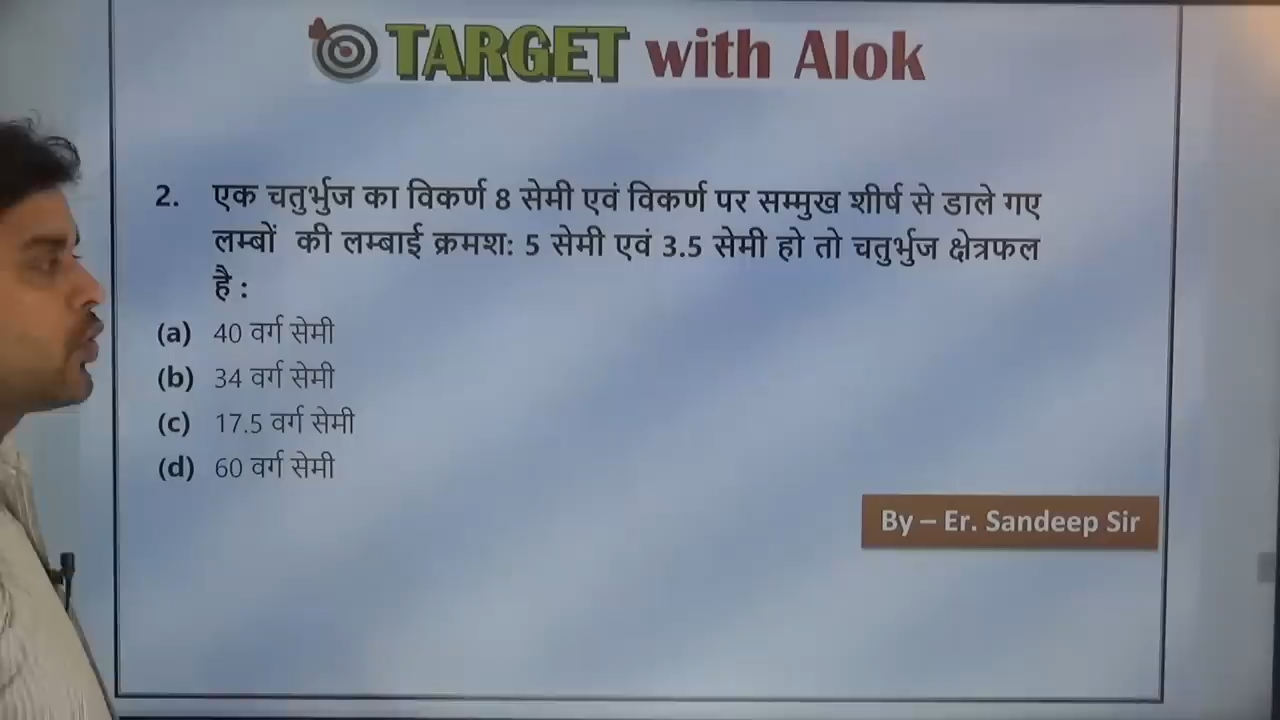 TARGET with Alok
2. एक चतुर्भुज का विकर्ण 8 सेमी एवं विकर्ण पर सम्मुख शीर्ष से डाले गए
लम्बों की लम्बाई क्रमश: 5 सेमी एवं 3.5 सेमी हो तो चतुर्भुज क्षेत्रफल
है :
(a) 40 वर्ग सेमी
(b) 34 वर्ग सेमी
(c) 17.5 वर्ग सेमी
(d) 60 वर्ग सेमी
By – Er. Sandeep Sir